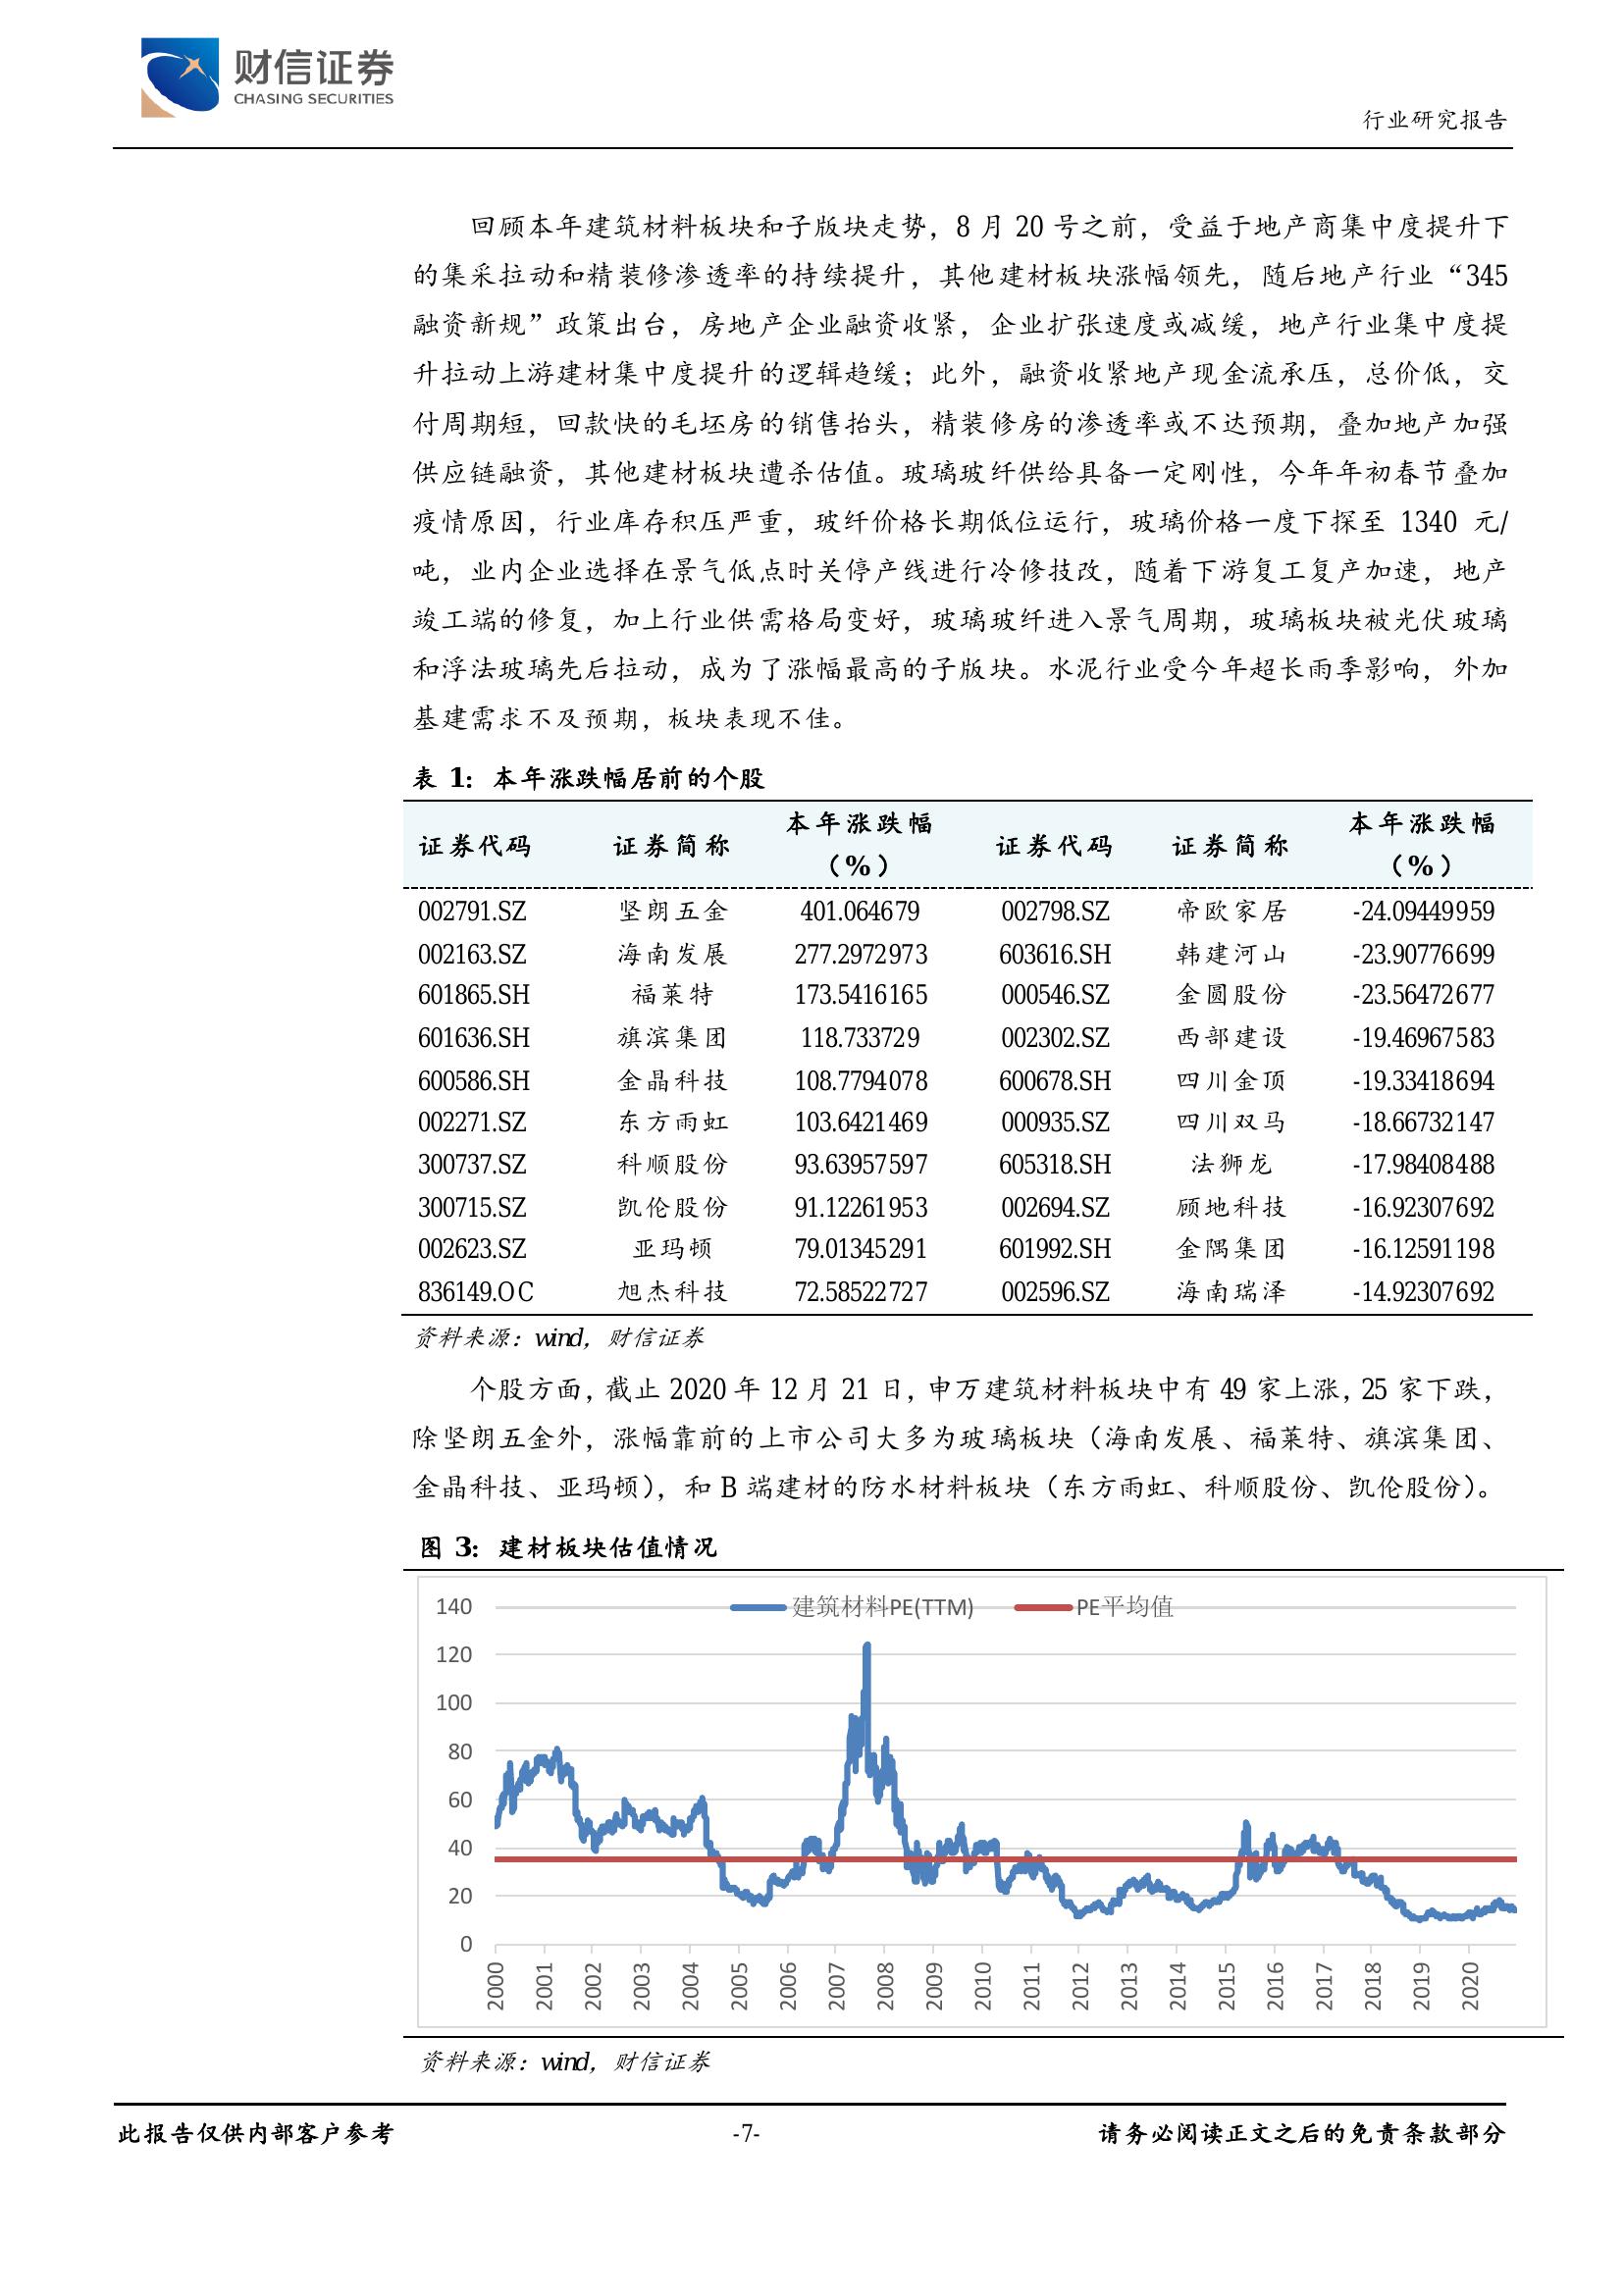 财信证券
CHASING SECURITIES
行业研究报告
回顾本年建筑材料板块和子版块走势，8 月 20 号之前，受益于地产商集中度提升下
的集采拉动和精装修渗透率的持续提升，其他建材板块涨幅领先，随后地产行业“345
融资新规”政策出台，房地产企业融资收紧，企业扩张速度或减缓，地产行业集中度提
升拉动上游建材集中度提升的逻辑趋缓；此外，融资收紧地产现金流承压，总价低，交
付周期短，回款快的毛坯房的销售抬头，精装修房的渗透率或不达预期，叠加地产加强
供应链融资，其他建材板块遭杀估值。玻璃玻纤供给具备一定刚性，今年年初春节叠加
疫情原因，行业库存积压严重，玻纤价格长期低位运行，玻璃价格一度下探至 1340 元/
吨，业内企业选择在景气低点时关停产线进行冷修技改，随着下游复工复产加速，地产
竣工端的修复，加上行业供需格局变好，玻璃玻纤进入景气周期，玻璃板块被光伏玻璃
和浮法玻璃先后拉动，成为了涨幅最高的子版块。水泥行业受今年超长雨季影响，外加
基建需求不及预期，板块表现不佳。
表 1：本年涨跌幅居前的个股
证券代码 证券简称 本年涨跌幅（%） 证券代码 证券简称 本年涨跌幅（%）
002791.SZ 坚朗五金 401.064679 002798.SZ 帝欧家居 -24.09449959
002163.SZ 海南发展 277.2972973 603616.SH 韩建河山 -23.90776699
601865.SH 福莱特 173.5416165 000546.SZ 金圆股份 -23.56472677
601636.SH 旗滨集团 118.733729 002302.SZ 西部建设 -19.46967583
600586.SH 金晶科技 108.7794078 600678.SH 四川金顶 -19.33418694
002271.SZ 东方雨虹 103.6421469 000935.SZ 四川双马 -18.66732147
300737.SZ 科顺股份 93.63957597 605318.SH 法狮龙 -17.98408488
300715.SZ 凯伦股份 91.12261953 002694.SZ 顾地科技 -16.92307692
002623.SZ 亚玛顿 79.01345291 601992.SH 金隅集团 -16.12591198
836149.OC 旭杰科技 72.58522727 002596.SZ 海南瑞泽 -14.92307692
资料来源：wind，财信证券
个股方面，截止 2020 年 12 月 21 日，申万建筑材料板块中有 49 家上涨，25 家下跌，
除坚朗五金外，涨幅靠前的上市公司大多为玻璃板块（海南发展、福莱特、旗滨集团、
金晶科技、亚玛顿），和 B 端建材的防水材料板块（东方雨虹、科顺股份、凯伦股份）。
图 3：建材板块估值情况
建筑材料PE(TTM) PE平均值
140
120
100
80
60
40
20
0
2000 2001 2002 2003 2004 2005 2006 2007 2008 2009 2010 2011 2012 2013 2014 2015 2016 2017 2018 2019 2020
资料来源：wind，财信证券
此报告仅供内部客户参考 -7- 请务必阅读正文之后的免责条款部分